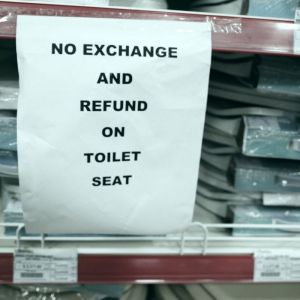 NO EXCHANGE
AND
REFUND
ON
TOILET
SEAT